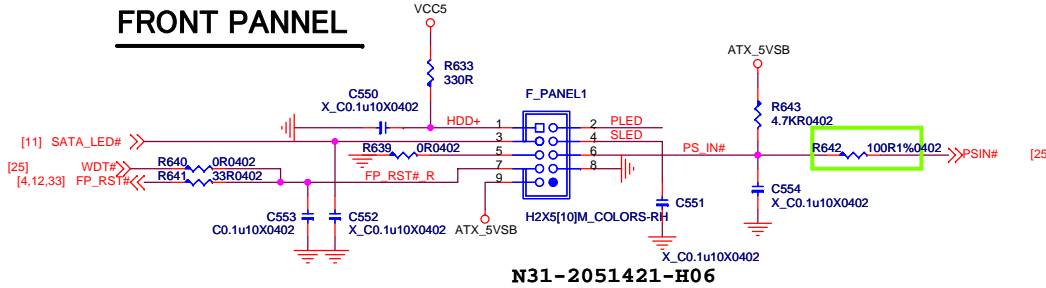 FRONT PANNEL
VCC5
R633
330R
ATX_5VSB
C550
X_C0.1u10X0402
F_PANEL1
R643
4.7KR0402
HDD+
1
2
PLED
[11] SATA_LED#
3
4
SLED
R639
0R0402
5
6
PS_IN#
R642
100R1%0402
PSIN#
[25
[25]
WDT#
R640
0R0402
7
8
[4,12,33]
FP_RST#
R641
33R0402
FP_RST#_R
9
C553
C0.1u10X0402
C552
X_C0.1u10X0402
ATX_5VSB
H2X5[10]M_COLORS-RH
C551
X_C0.1u10X0402
C554
X_C0.1u10X0402
N31-2051421-H06